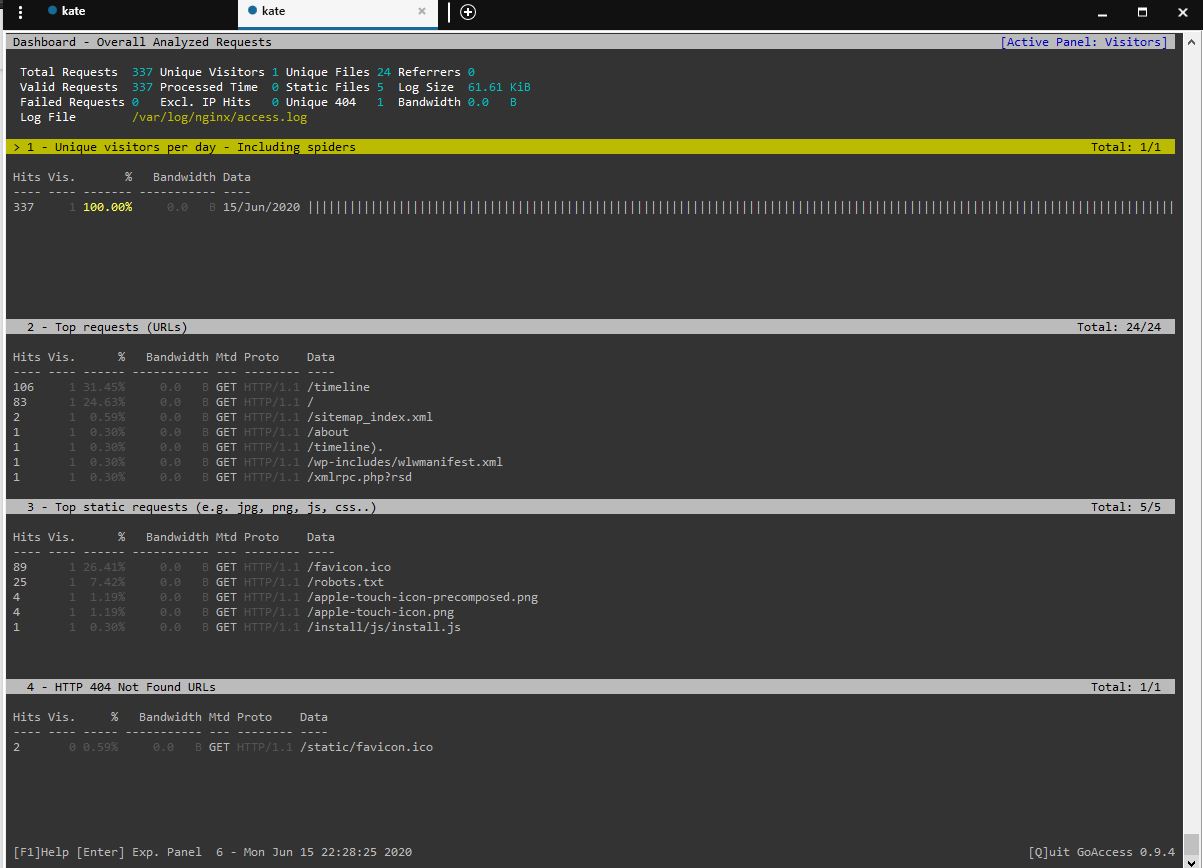 kate kate
Dashboard - Overall Analyzed Requests [Active Panel: Visitors]
Total Requests 337 Unique Visitors 1 Unique Files 24 Referrers 0
Valid Requests 337 Processed Time 0 Static Files 5 Log Size 61.61 KiB
Failed Requests 0 Excl. IP Hits 0 Unique 404 1 Bandwidth 0.0 B
Log File /var/log/nginx/access.log
> 1 - Unique visitors per day - Including spiders Total: 1/1
Hits Vis. % Bandwidth Data
---- ---- ------- ----------- ----
337 1 100.00% 0.0 B 15/Jun/2020 ||||||||||||||||||||||||||||||||||||||||||||||||||||||||||||||||||||||||||||||||||||||||||||||||||||||||||||||||||||||||||||
2 - Top requests (URLs) Total: 24/24
Hits Vis. % Bandwidth Mtd Proto Data
---- ---- ------ ----------- --- -------- ----
106 1 31.45% 0.0 B GET HTTP/1.1 /timeline
83 1 24.63% 0.0 B GET HTTP/1.1 /
2 1 0.59% 0.0 B GET HTTP/1.1 /sitemap_index.xml
1 1 0.30% 0.0 B GET HTTP/1.1 /about
1 1 0.30% 0.0 B GET HTTP/1.1 /timeline).
1 1 0.30% 0.0 B GET HTTP/1.1 /wp-includes/wlwmanifest.xml
1 1 0.30% 0.0 B GET HTTP/1.1 /xmlrpc.php?rsd
3 - Top static requests (e.g. jpg, png, js, css..) Total: 5/5
Hits Vis. % Bandwidth Mtd Proto Data
---- ---- ------ ----------- --- -------- ----
89 1 26.41% 0.0 B GET HTTP/1.1 /favicon.ico
25 1 7.42% 0.0 B GET HTTP/1.1 /robots.txt
4 1 1.19% 0.0 B GET HTTP/1.1 /apple-touch-icon-precomposed.png
4 1 1.19% 0.0 B GET HTTP/1.1 /apple-touch-icon.png
1 1 0.30% 0.0 B GET HTTP/1.1 /install/js/install.js
4 - HTTP 404 Not Found URLs Total: 1/1
Hits Vis. % Bandwidth Mtd Proto Data
---- ---- ----- ----------- --- -------- ----
2 0 0.59% 0.0 B GET HTTP/1.1 /static/favicon.ico
[F1]Help [Enter] Exp. Panel 6 - Mon Jun 15 22:28:25 2020 [Q]uit GoAccess 0.9.4